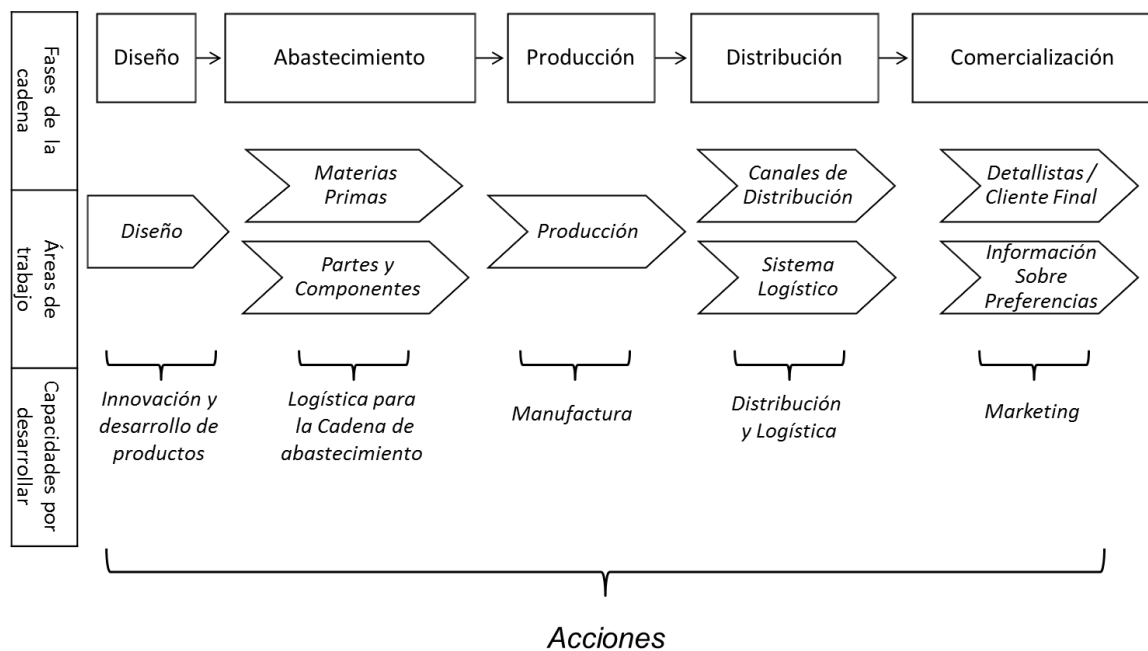 Fases de la
cadena
Diseño
Abastecimiento
Producción
Distribución
Comercialización
Áreas de
trabajo
Diseño
Materias
Primas
Partes y
Componentes
Producción
Canales de
Distribución
Sistema
Logístico
Detallistas /
Cliente Final
Información
Sobre
Preferencias
Capacidades por
desarrollar
Innovación y
desarrollo de
productos
Logística para
la Cadena de
abastecimiento
Manufactura
Distribución
y Logística
Marketing
Acciones